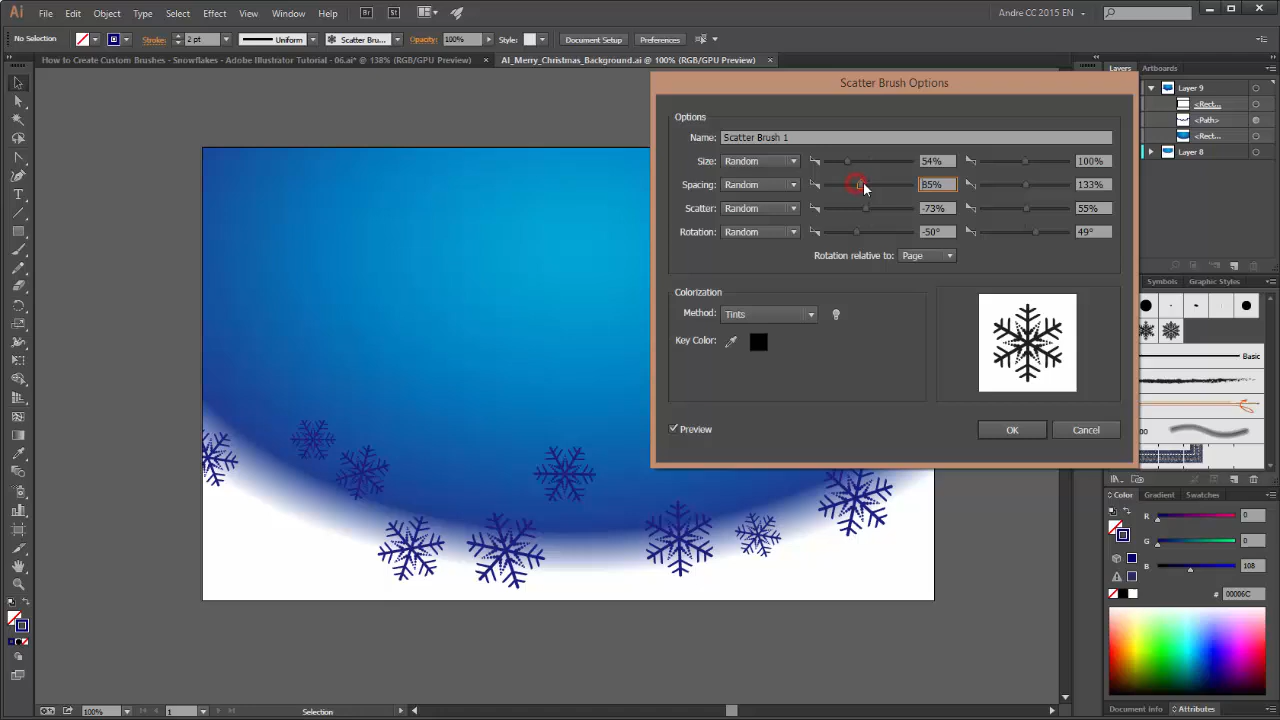 Ai File Edit Object Type Select Effect View Window Help Br St Andre CC 2015 EN
No Selection Stroke: 2 pt Uniform Scatter Bru... Opacity: 100% Style: Document Setup Preferences
How to Create Custom Brushes - Snowflakes - Adobe Illustrator Tutorial - 06.ai* @ 138% (RGB/GPU Preview) × AI_Merry_Christmas_Background.ai @ 100% (RGB/GPU Preview) ×
Layers Artboards
Layer 9
<Rect...
<Path>
<Rect...
Layer 8
Scatter Brush Options
Options
Name: Scatter Brush 1
Size: Random 54% 100%
Spacing: Random 85% 133%
Scatter: Random -73% 55%
Rotation: Random -50° 49°
Rotation relative to: Page
Colorization
Method: Tints
Key Color:
Preview
OK Cancel
Symbols Graphic Styles
Basic
Color Gradient Swatches
R 0
G 0
B 108
# 00006C
100% 1 Selection
Document Info Attributes